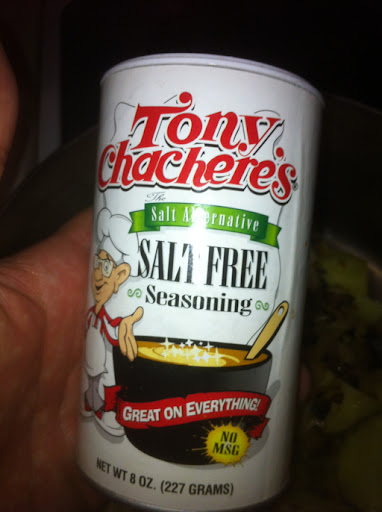 Tony
Chachere's
The
Salt Alternative
SALT FREE
Seasoning
GREAT ON EVERYTHING!
NO
MSG
NET WT 8 OZ. (227 GRAMS)